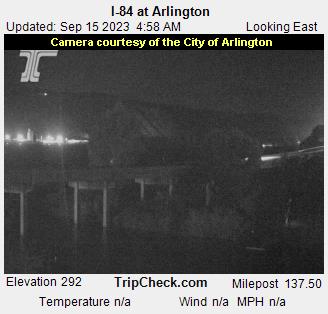 I-84 at Arlington
Updated: Sep 15 2023 4:58 AM Looking East
Camera courtesy of the City of Arlington
Elevation 292 TripCheck.com Milepost 137.50
Temperature n/a Wind n/a MPH n/a